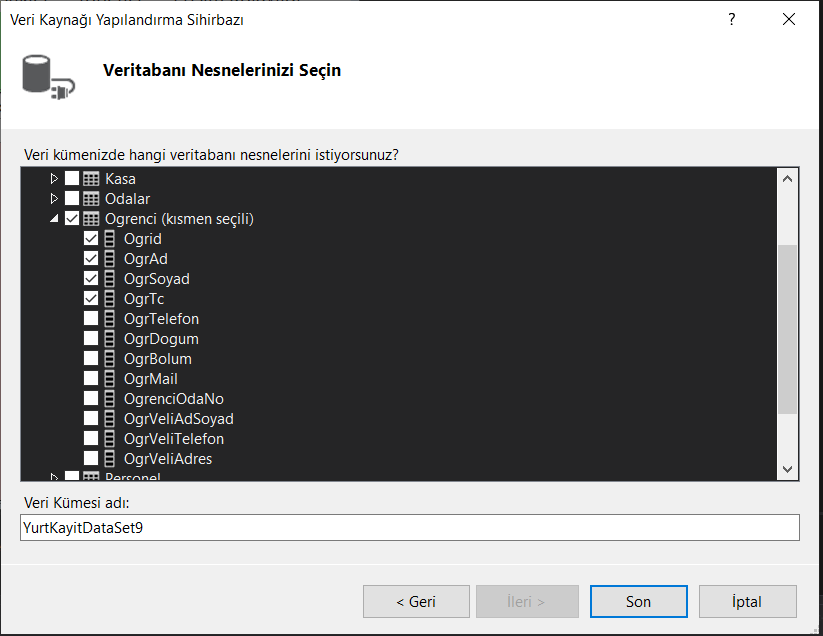 Veri Kaynağı Yapılandırma Sihirbazı ?
Veritabanı Nesnelerinizi Seçin
Veri kümenizde hangi veritabanı nesnelerini istiyorsunuz?
Kasa
Odalar
Ogrenci (kısmen seçili)
Ogrid
OgrAd
OgrSoyad
OgrTc
OgrTelefon
OgrDogum
OgrBolum
OgrMail
OgrenciOdaNo
OgrVeliAdSoyad
OgrVeliTelefon
OgrVeliAdres
Personel
Veri Kümesi adı:
YurtKayitDataSet9
< Geri İleri > Son İptal